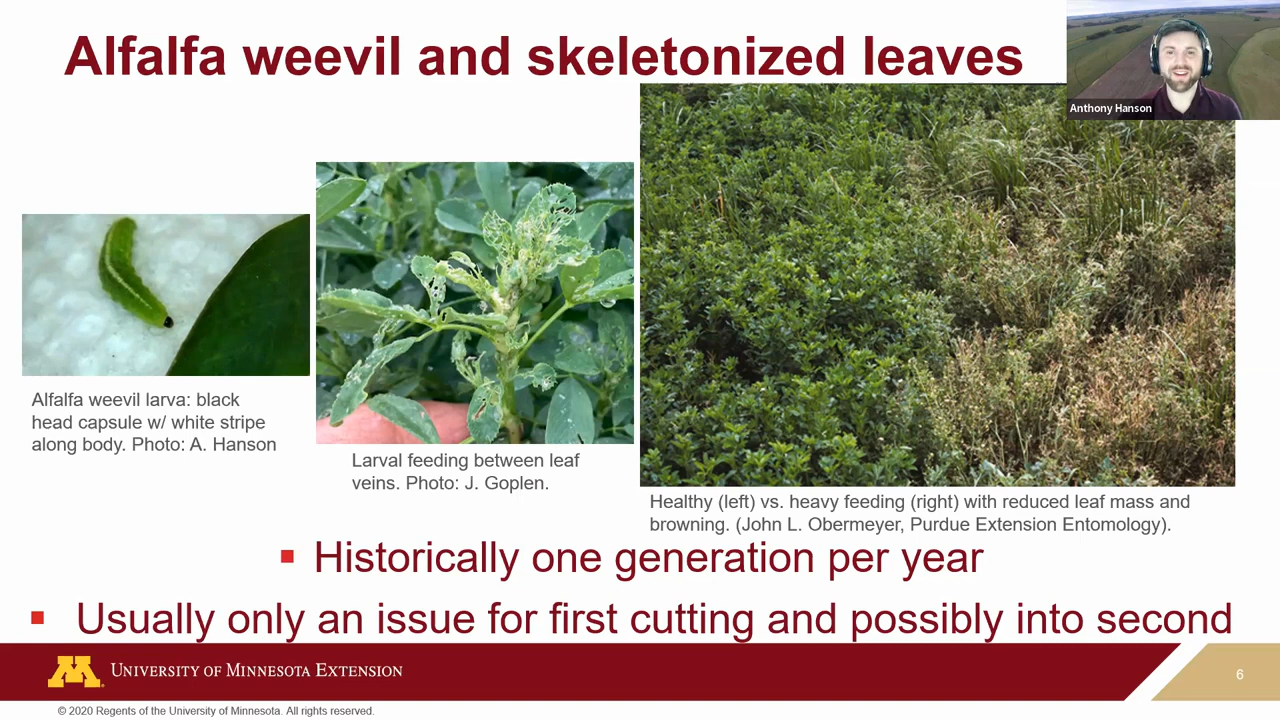 Alfalfa weevil and skeletonized leaves
Anthony Hanson
Alfalfa weevil larva: black
head capsule w/ white stripe
along body. Photo: A. Hanson
Larval feeding between leaf
veins. Photo: J. Goplen.
Healthy (left) vs. heavy feeding (right) with reduced leaf mass and
browning. (John L. Obermeyer, Purdue Extension Entomology).
▪ Historically one generation per year
▪ Usually only an issue for first cutting and possibly into second
M
UNIVERSITY OF MINNESOTA EXTENSION
6
© 2020 Regents of the University of Minnesota. All rights reserved.